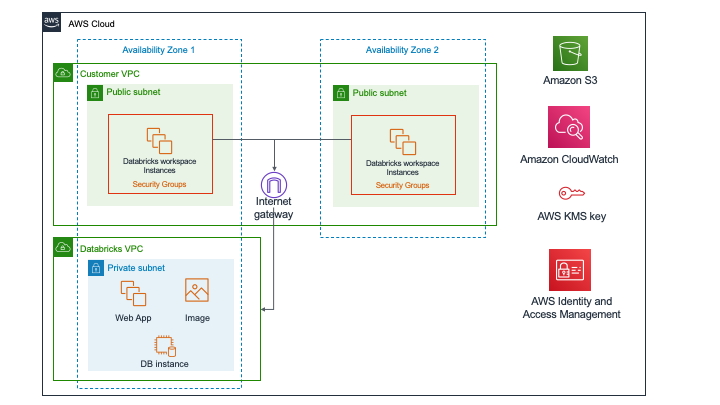 aws
AWS Cloud
Availability Zone 1
Availability Zone 2
Customer VPC
Public subnet
Public subnet
Databricks workspace
Instances
Security Groups
Databricks workspace
Instances
Security Groups
Internet
gateway
Databricks VPC
Private subnet
Web App
Image
DB instance
Amazon S3
Amazon CloudWatch
AWS KMS key
AWS Identity and
Access Management